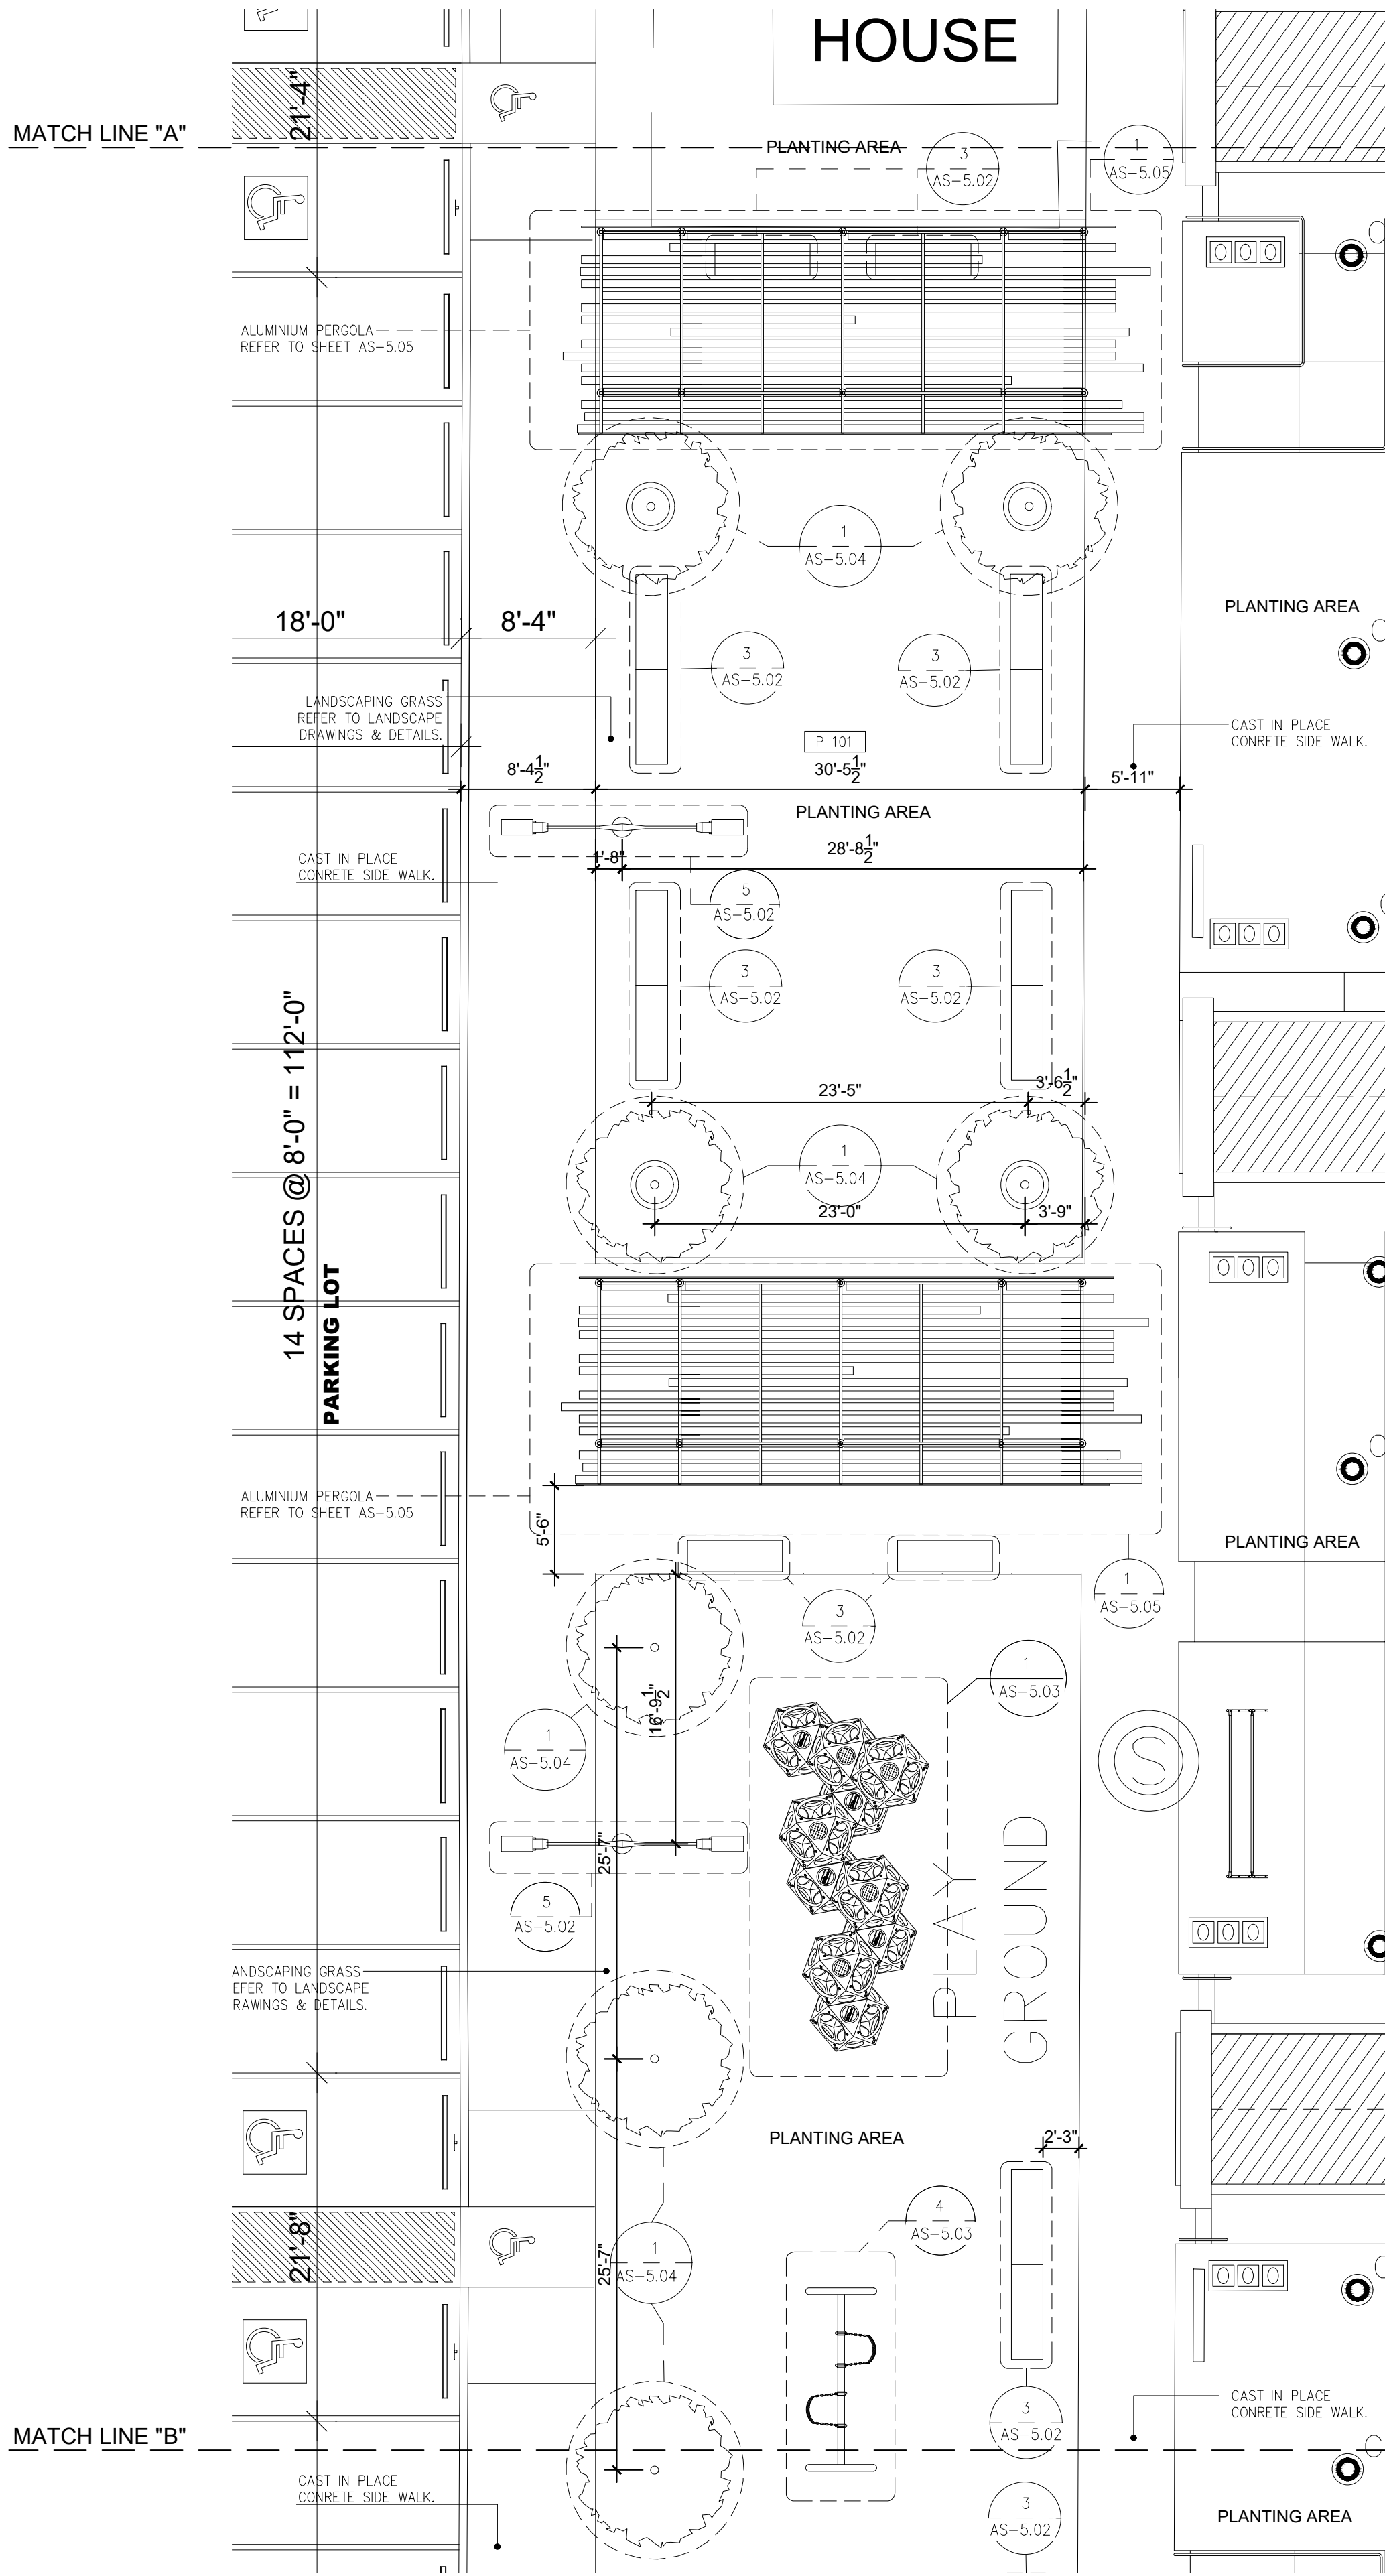 HOUSE
21'-4"
MATCH LINE "A"
PLANTING AREA
3
AS-5.02
1
AS-5.05
ALUMINIUM PERGOLA
REFER TO SHEET AS-5.05
1
AS-5.04
PLANTING AREA
18'-0"
8'-4"
3
AS-5.02
3
AS-5.02
LANDSCAPING GRASS
REFER TO LANDSCAPE
DRAWINGS & DETAILS.
CAST IN PLACE
CONRETE SIDE WALK.
P 101
8'-4 1/2"
30'-5 1/2"
5'-11"
PLANTING AREA
28'-8 1/2"
1'-8"
CAST IN PLACE
CONRETE SIDE WALK.
5
AS-5.02
3
AS-5.02
3
AS-5.02
14 SPACES @ 8'-0" = 112'-0"
PARKING LOT
23'-5"
3'-6 1/2"
1
AS-5.04
23'-0"
3'-9"
ALUMINIUM PERGOLA
REFER TO SHEET AS-5.05
5'-6"
PLANTING AREA
1
AS-5.05
3
AS-5.02
1
AS-5.03
16'-9 1/2"
1
AS-5.04
S
25'-7"
PLAY
GROUND
5
AS-5.02
ANDSCAPING GRASS
EFER TO LANDSCAPE
RAWINGS & DETAILS.
PLANTING AREA
2'-3"
4
AS-5.03
21'-8"
25'-7"
1
AS-5.04
3
AS-5.02
CAST IN PLACE
CONRETE SIDE WALK.
MATCH LINE "B"
CAST IN PLACE
CONRETE SIDE WALK.
3
AS-5.02
PLANTING AREA